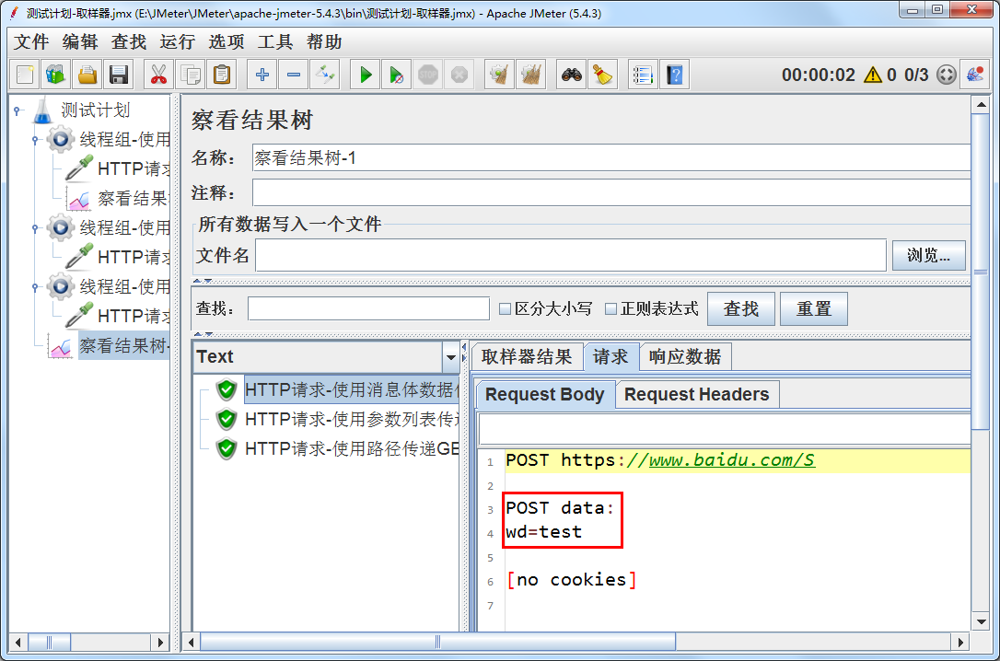 测试计划-取样器.jmx (E:\JMeter\JMeter\apache-jmeter-5.4.3\bin\测试计划-取样器.jmx) - Apache JMeter (5.4.3)
文件 编辑 查找 运行 选项 工具 帮助
00:00:02 0 0/3
测试计划
线程组-使用
HTTP请求
察看结果
线程组-使用
HTTP请求
线程组-使用
HTTP请求
察看结果树-
察看结果树
名称： 察看结果树-1
注释：
所有数据写入一个文件
文件名 浏览...
查找： 区分大小写 正则表达式 查找 重置
Text
HTTP请求-使用消息体数据传
HTTP请求-使用参数列表传递
HTTP请求-使用路径传递GE
取样器结果 请求 响应数据
Request Body Request Headers
1 POST https://www.baidu.com/S
2
3 POST data:
4 wd=test
5
6 [no cookies]
7